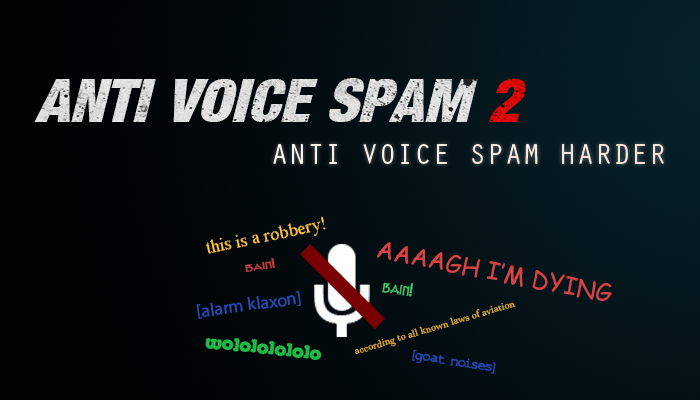 ANTI VOICE SPAM 2
ANTI VOICE SPAM HARDER
this is a robbery!
BAIN!
AAAAGH I'M DYING
[alarm klaxon]
BAIN!
wolololololo
according to all known laws of aviation
[goat noises]